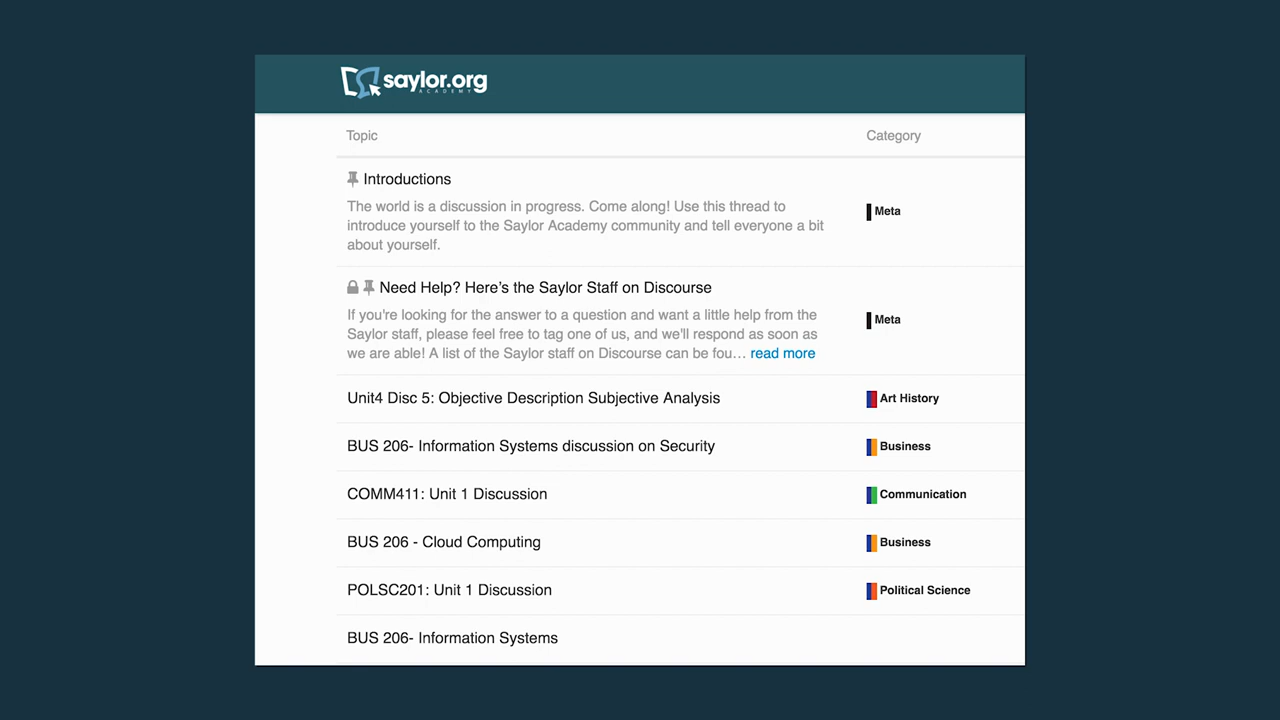 saylor.org
ACADEMY
Topic Category
Introductions
The world is a discussion in progress. Come along! Use this thread to
introduce yourself to the Saylor Academy community and tell everyone a bit
about yourself.
Meta
Need Help? Here’s the Saylor Staff on Discourse
If you're looking for the answer to a question and want a little help from the
Saylor staff, please feel free to tag one of us, and we'll respond as soon as
we are able! A list of the Saylor staff on Discourse can be fou… read more
Meta
Unit4 Disc 5: Objective Description Subjective Analysis Art History
BUS 206- Information Systems discussion on Security Business
COMM411: Unit 1 Discussion Communication
BUS 206 - Cloud Computing Business
POLSC201: Unit 1 Discussion Political Science
BUS 206- Information Systems